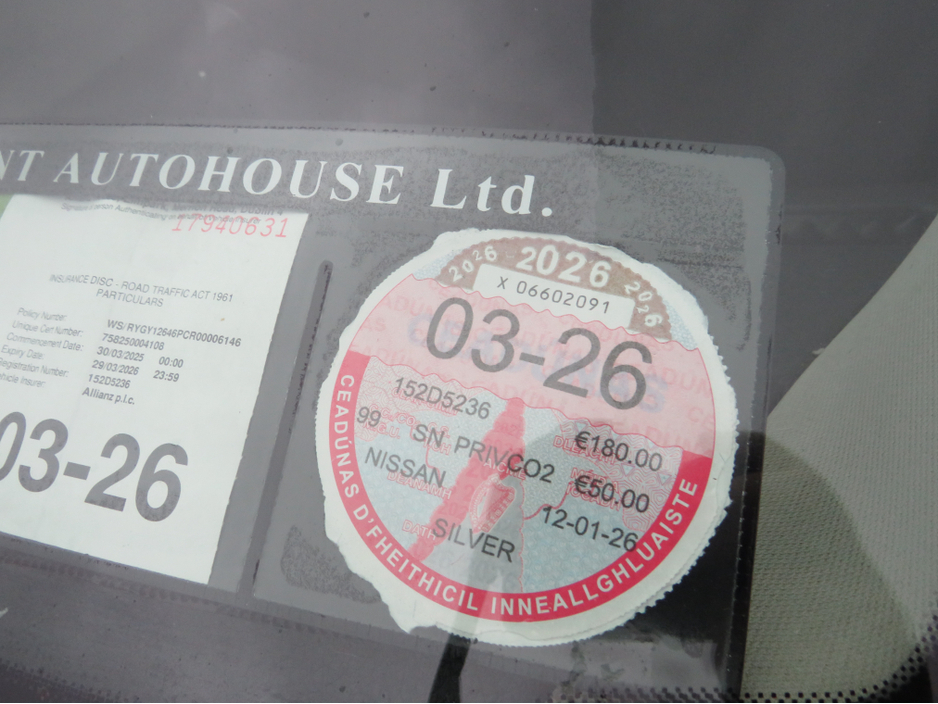 NT AUTOHOUSE Ltd.
17940631
INSURANCE DISC - ROAD TRAFFIC ACT 1961
PARTICULARS
Policy Number: WS/RYGY12646PCR00006146
Unique Cert Number: 758250004108
Commencement Date: 30/03/2025 00:00
Expiry Date: 29/03/2026 23:59
Registration Number: 152D5236
Vehicle Insurer: Allianz p.l.c.
03-26
2026 2026 2026
X 06602091
03-26
152D5236 €180.00
99 SN PRIVCO2 €50.00
NISSAN 12-01-26
SILVER
CEADÚNAS D'FHEITHICIL INNEALLGHLUAISTE